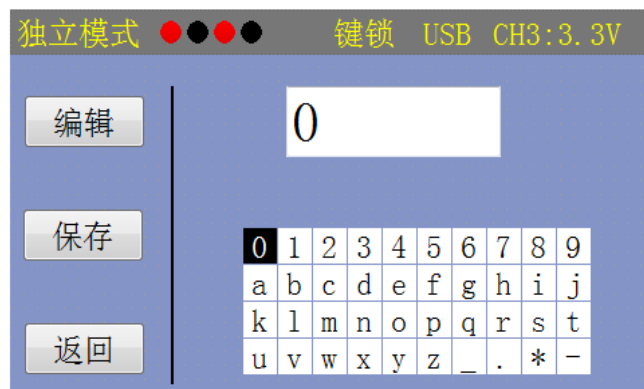 独立模式 键锁 USB CH3:3.3V
编辑
0
保存
0 1 2 3 4 5 6 7 8 9
a b c d e f g h i j
k l m n o p q r s t
返回
u v w x y z _ . * -